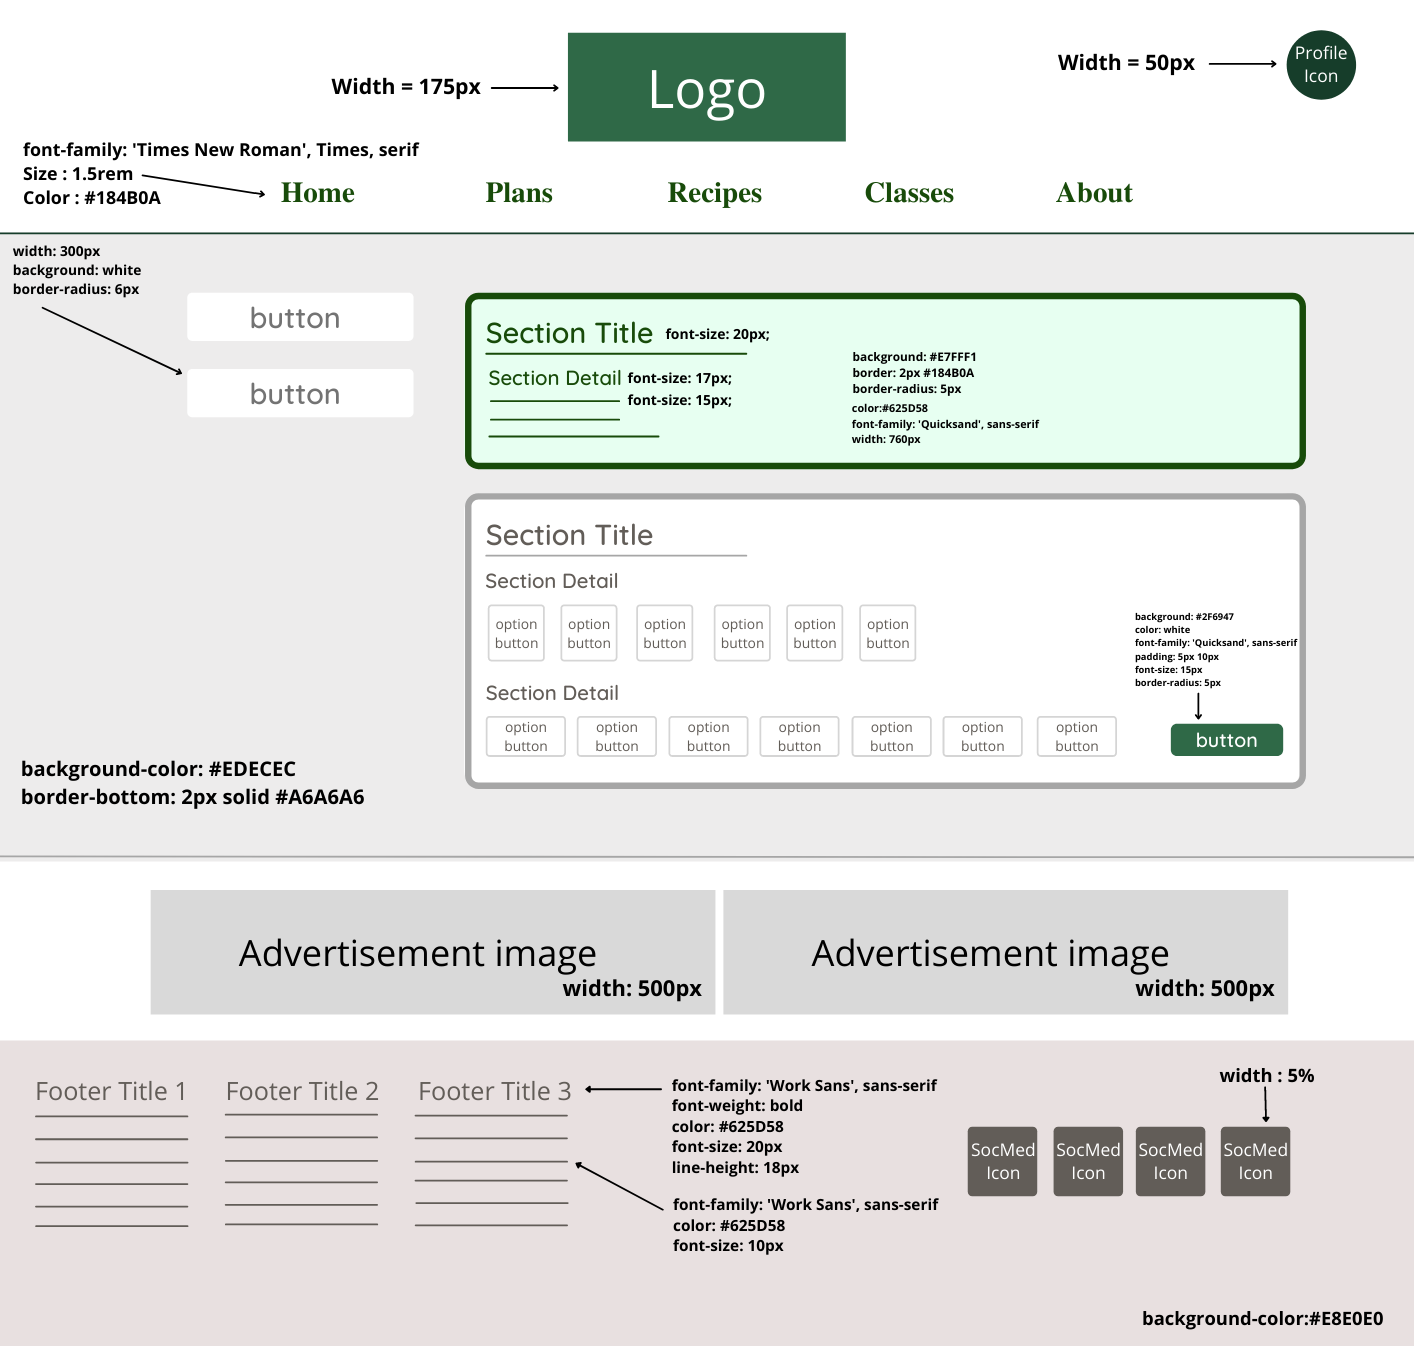 Width = 175px
Logo
Width = 50px
Profile
Icon
font-family: 'Times New Roman', Times, serif
Size : 1.5rem
Color : #184B0A
Home
Plans
Recipes
Classes
About
width: 300px
background: white
border-radius: 6px
button
button
Section Title
font-size: 20px;
Section Detail
font-size: 17px;
font-size: 15px;
background: #E7FFF1
border: 2px #184B0A
border-radius: 5px
color:#625D58
font-family: 'Quicksand', sans-serif
width: 760px
Section Title
Section Detail
option
button
option
button
option
button
option
button
option
button
option
button
background: #2F6947
color: white
font-family: 'Quicksand', sans-serif
padding: 5px 10px
font-size: 15px
border-radius: 5px
Section Detail
option
button
option
button
option
button
option
button
option
button
option
button
option
button
button
background-color: #EDECEC
border-bottom: 2px solid #A6A6A6
Advertisement image
width: 500px
Advertisement image
width: 500px
Footer Title 1
Footer Title 2
Footer Title 3
font-family: 'Work Sans', sans-serif
font-weight: bold
color: #625D58
font-size: 20px
line-height: 18px
font-family: 'Work Sans', sans-serif
color: #625D58
font-size: 10px
width : 5%
SocMed
Icon
SocMed
Icon
SocMed
Icon
SocMed
Icon
background-color:#E8E0E0